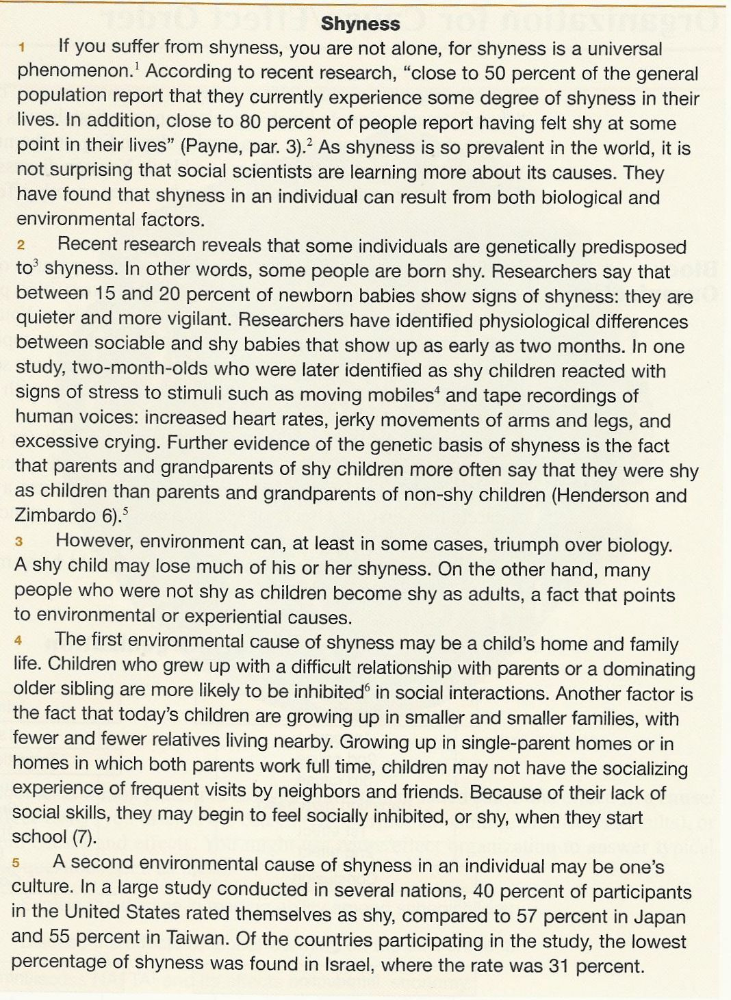 Shyness
1 If you suffer from shyness, you are not alone, for shyness is a universal
phenomenon.¹ According to recent research, “close to 50 percent of the general
population report that they currently experience some degree of shyness in their
lives. In addition, close to 80 percent of people report having felt shy at some
point in their lives” (Payne, par. 3).² As shyness is so prevalent in the world, it is
not surprising that social scientists are learning more about its causes. They
have found that shyness in an individual can result from both biological and
environmental factors.
2 Recent research reveals that some individuals are genetically predisposed
to³ shyness. In other words, some people are born shy. Researchers say that
between 15 and 20 percent of newborn babies show signs of shyness: they are
quieter and more vigilant. Researchers have identified physiological differences
between sociable and shy babies that show up as early as two months. In one
study, two-month-olds who were later identified as shy children reacted with
signs of stress to stimuli such as moving mobiles⁴ and tape recordings of
human voices: increased heart rates, jerky movements of arms and legs, and
excessive crying. Further evidence of the genetic basis of shyness is the fact
that parents and grandparents of shy children more often say that they were shy
as children than parents and grandparents of non-shy children (Henderson and
Zimbardo 6).⁵
3 However, environment can, at least in some cases, triumph over biology.
A shy child may lose much of his or her shyness. On the other hand, many
people who were not shy as children become shy as adults, a fact that points
to environmental or experiential causes.
4 The first environmental cause of shyness may be a child’s home and family
life. Children who grew up with a difficult relationship with parents or a dominating
older sibling are more likely to be inhibited⁶ in social interactions. Another factor is
the fact that today’s children are growing up in smaller and smaller families, with
fewer and fewer relatives living nearby. Growing up in single-parent homes or in
homes in which both parents work full time, children may not have the socializing
experience of frequent visits by neighbors and friends. Because of their lack of
social skills, they may begin to feel socially inhibited, or shy, when they start
school (7).
5 A second environmental cause of shyness in an individual may be one’s
culture. In a large study conducted in several nations, 40 percent of participants
in the United States rated themselves as shy, compared to 57 percent in Japan
and 55 percent in Taiwan. Of the countries participating in the study, the lowest
percentage of shyness was found in Israel, where the rate was 31 percent.